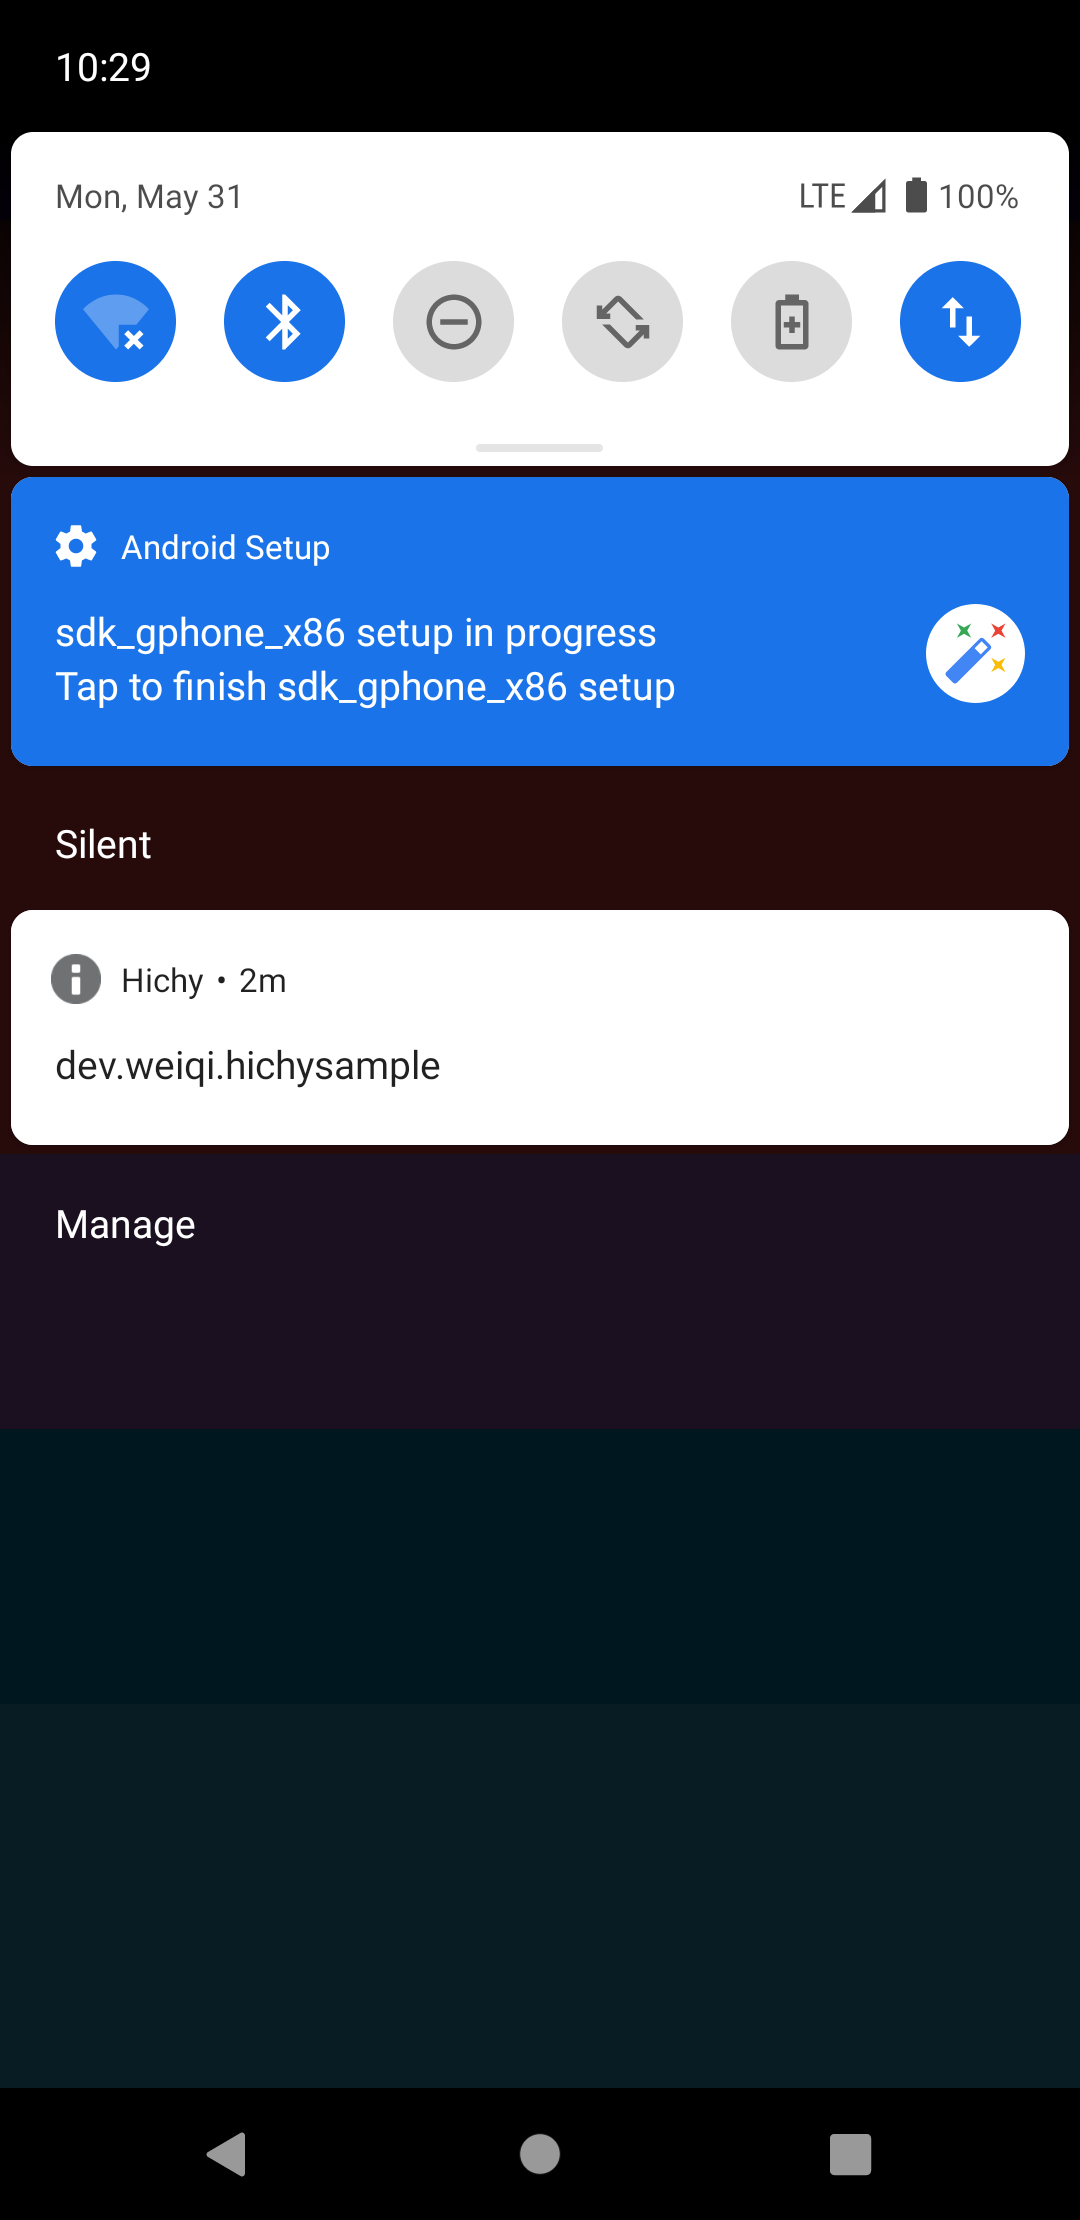 10:29
Mon, May 31
LTE 100%
Android Setup
sdk_gphone_x86 setup in progress
Tap to finish sdk_gphone_x86 setup
Silent
Hichy • 2m
dev.weiqi.hichysample
Manage